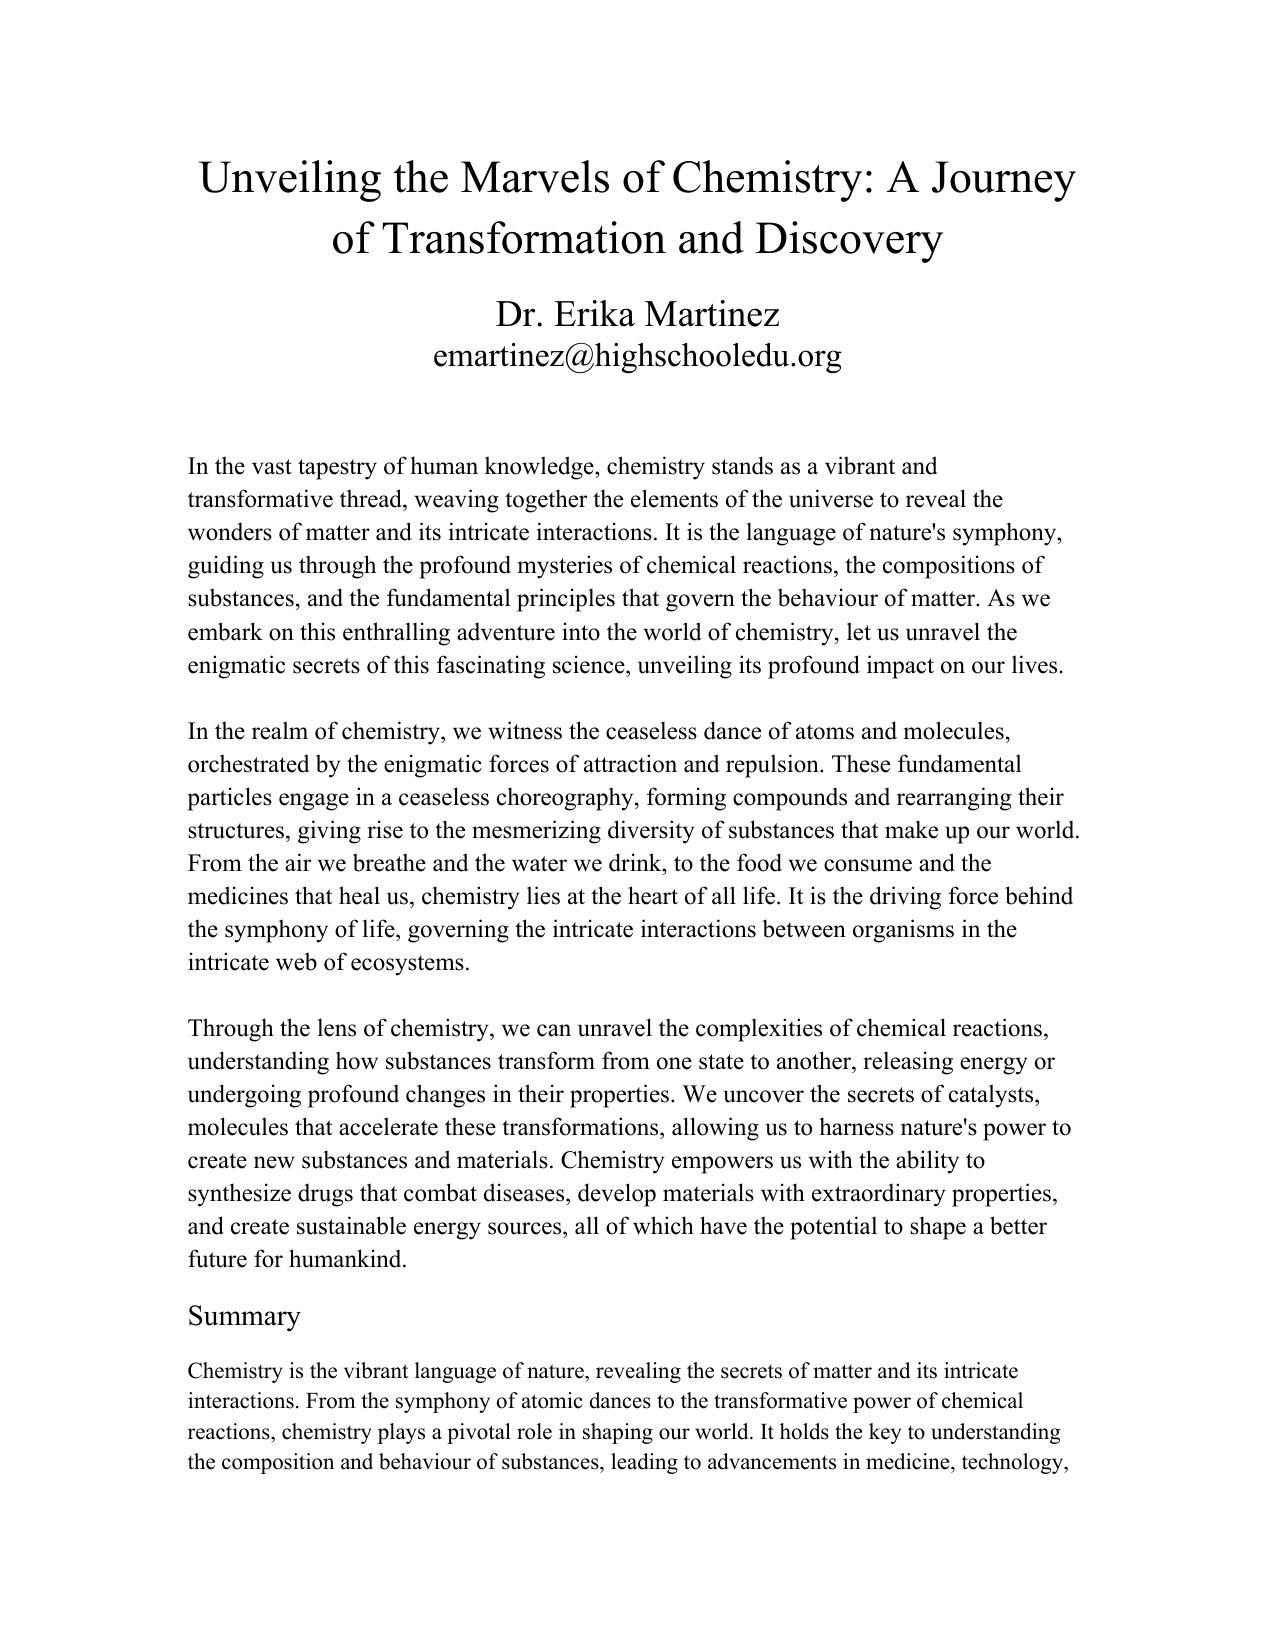 Unveiling the Marvels of Chemistry: A Journey
of Transformation and Discovery
Dr. Erika Martinez
emartinez@highschooledu.org
In the vast tapestry of human knowledge, chemistry stands as a vibrant and
transformative thread, weaving together the elements of the universe to reveal the
wonders of matter and its intricate interactions. It is the language of nature's symphony,
guiding us through the profound mysteries of chemical reactions, the compositions of
substances, and the fundamental principles that govern the behaviour of matter. As we
embark on this enthralling adventure into the world of chemistry, let us unravel the
enigmatic secrets of this fascinating science, unveiling its profound impact on our lives.
In the realm of chemistry, we witness the ceaseless dance of atoms and molecules,
orchestrated by the enigmatic forces of attraction and repulsion. These fundamental
particles engage in a ceaseless choreography, forming compounds and rearranging their
structures, giving rise to the mesmerizing diversity of substances that make up our world.
From the air we breathe and the water we drink, to the food we consume and the
medicines that heal us, chemistry lies at the heart of all life. It is the driving force behind
the symphony of life, governing the intricate interactions between organisms in the
intricate web of ecosystems.
Through the lens of chemistry, we can unravel the complexities of chemical reactions,
understanding how substances transform from one state to another, releasing energy or
undergoing profound changes in their properties. We uncover the secrets of catalysts,
molecules that accelerate these transformations, allowing us to harness nature's power to
create new substances and materials. Chemistry empowers us with the ability to
synthesize drugs that combat diseases, develop materials with extraordinary properties,
and create sustainable energy sources, all of which have the potential to shape a better
future for humankind.
Summary
Chemistry is the vibrant language of nature, revealing the secrets of matter and its intricate
interactions. From the symphony of atomic dances to the transformative power of chemical
reactions, chemistry plays a pivotal role in shaping our world. It holds the key to understanding
the composition and behaviour of substances, leading to advancements in medicine, technology,